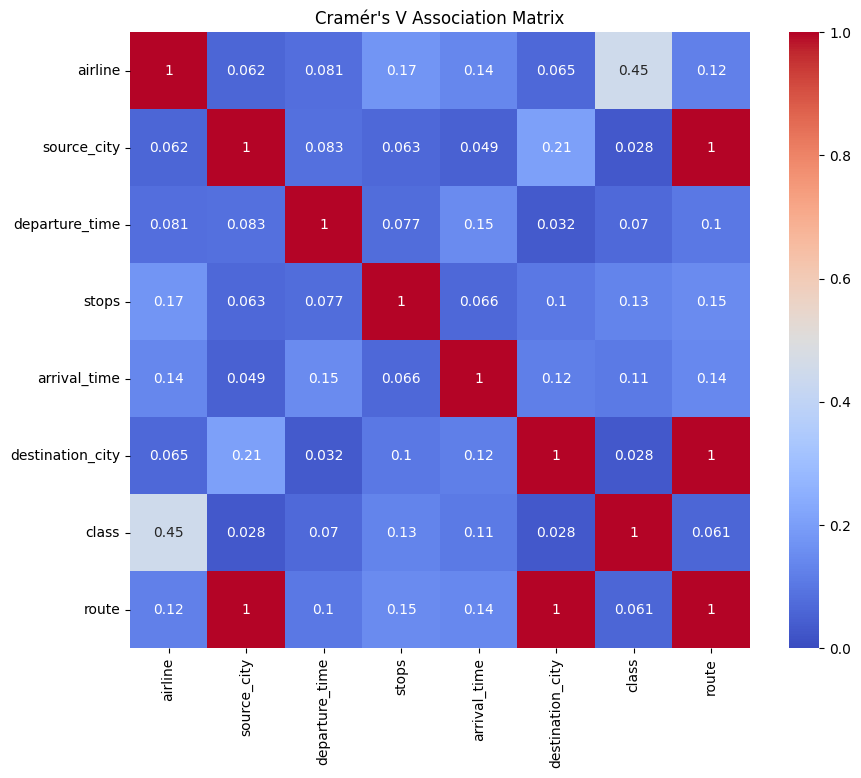 Cramér's V Association Matrix
airline 1 0.062 0.081 0.17 0.14 0.065 0.45 0.12
source_city 0.062 1 0.083 0.063 0.049 0.21 0.028 1
departure_time 0.081 0.083 1 0.077 0.15 0.032 0.07 0.1
stops 0.17 0.063 0.077 1 0.066 0.1 0.13 0.15
arrival_time 0.14 0.049 0.15 0.066 1 0.12 0.11 0.14
destination_city 0.065 0.21 0.032 0.1 0.12 1 0.028 1
class 0.45 0.028 0.07 0.13 0.11 0.028 1 0.061
route 0.12 1 0.1 0.15 0.14 1 0.061 1
airline
source_city
departure_time
stops
arrival_time
destination_city
class
route
1.0
0.8
0.6
0.4
0.2
0.0